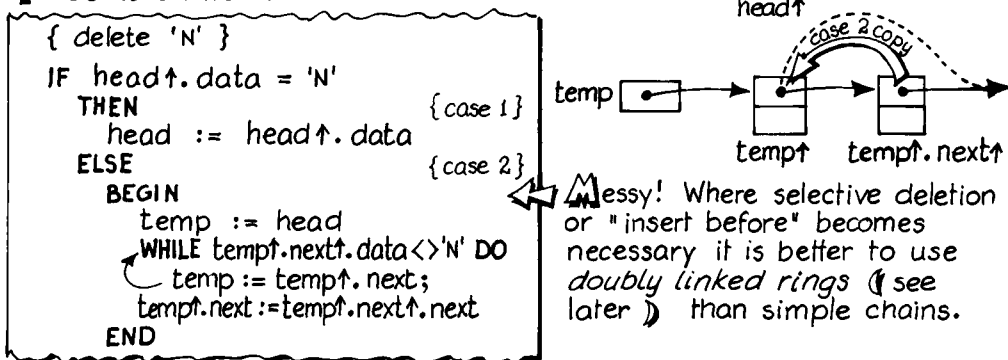 { delete 'N' }
IF head↑.data = 'N'
THEN {case 1}
head := head↑.data
ELSE {case 2}
BEGIN
temp := head
WHILE temp↑.next↑.data<>'N' DO
temp := temp↑.next;
temp↑.next :=temp↑.next↑.next
END
head↑
case 2 copy
temp
temp↑ temp↑.next↑
Messy! Where selective deletion
or "insert before" becomes
necessary it is better to use
doubly linked rings ( see
later ) than simple chains.